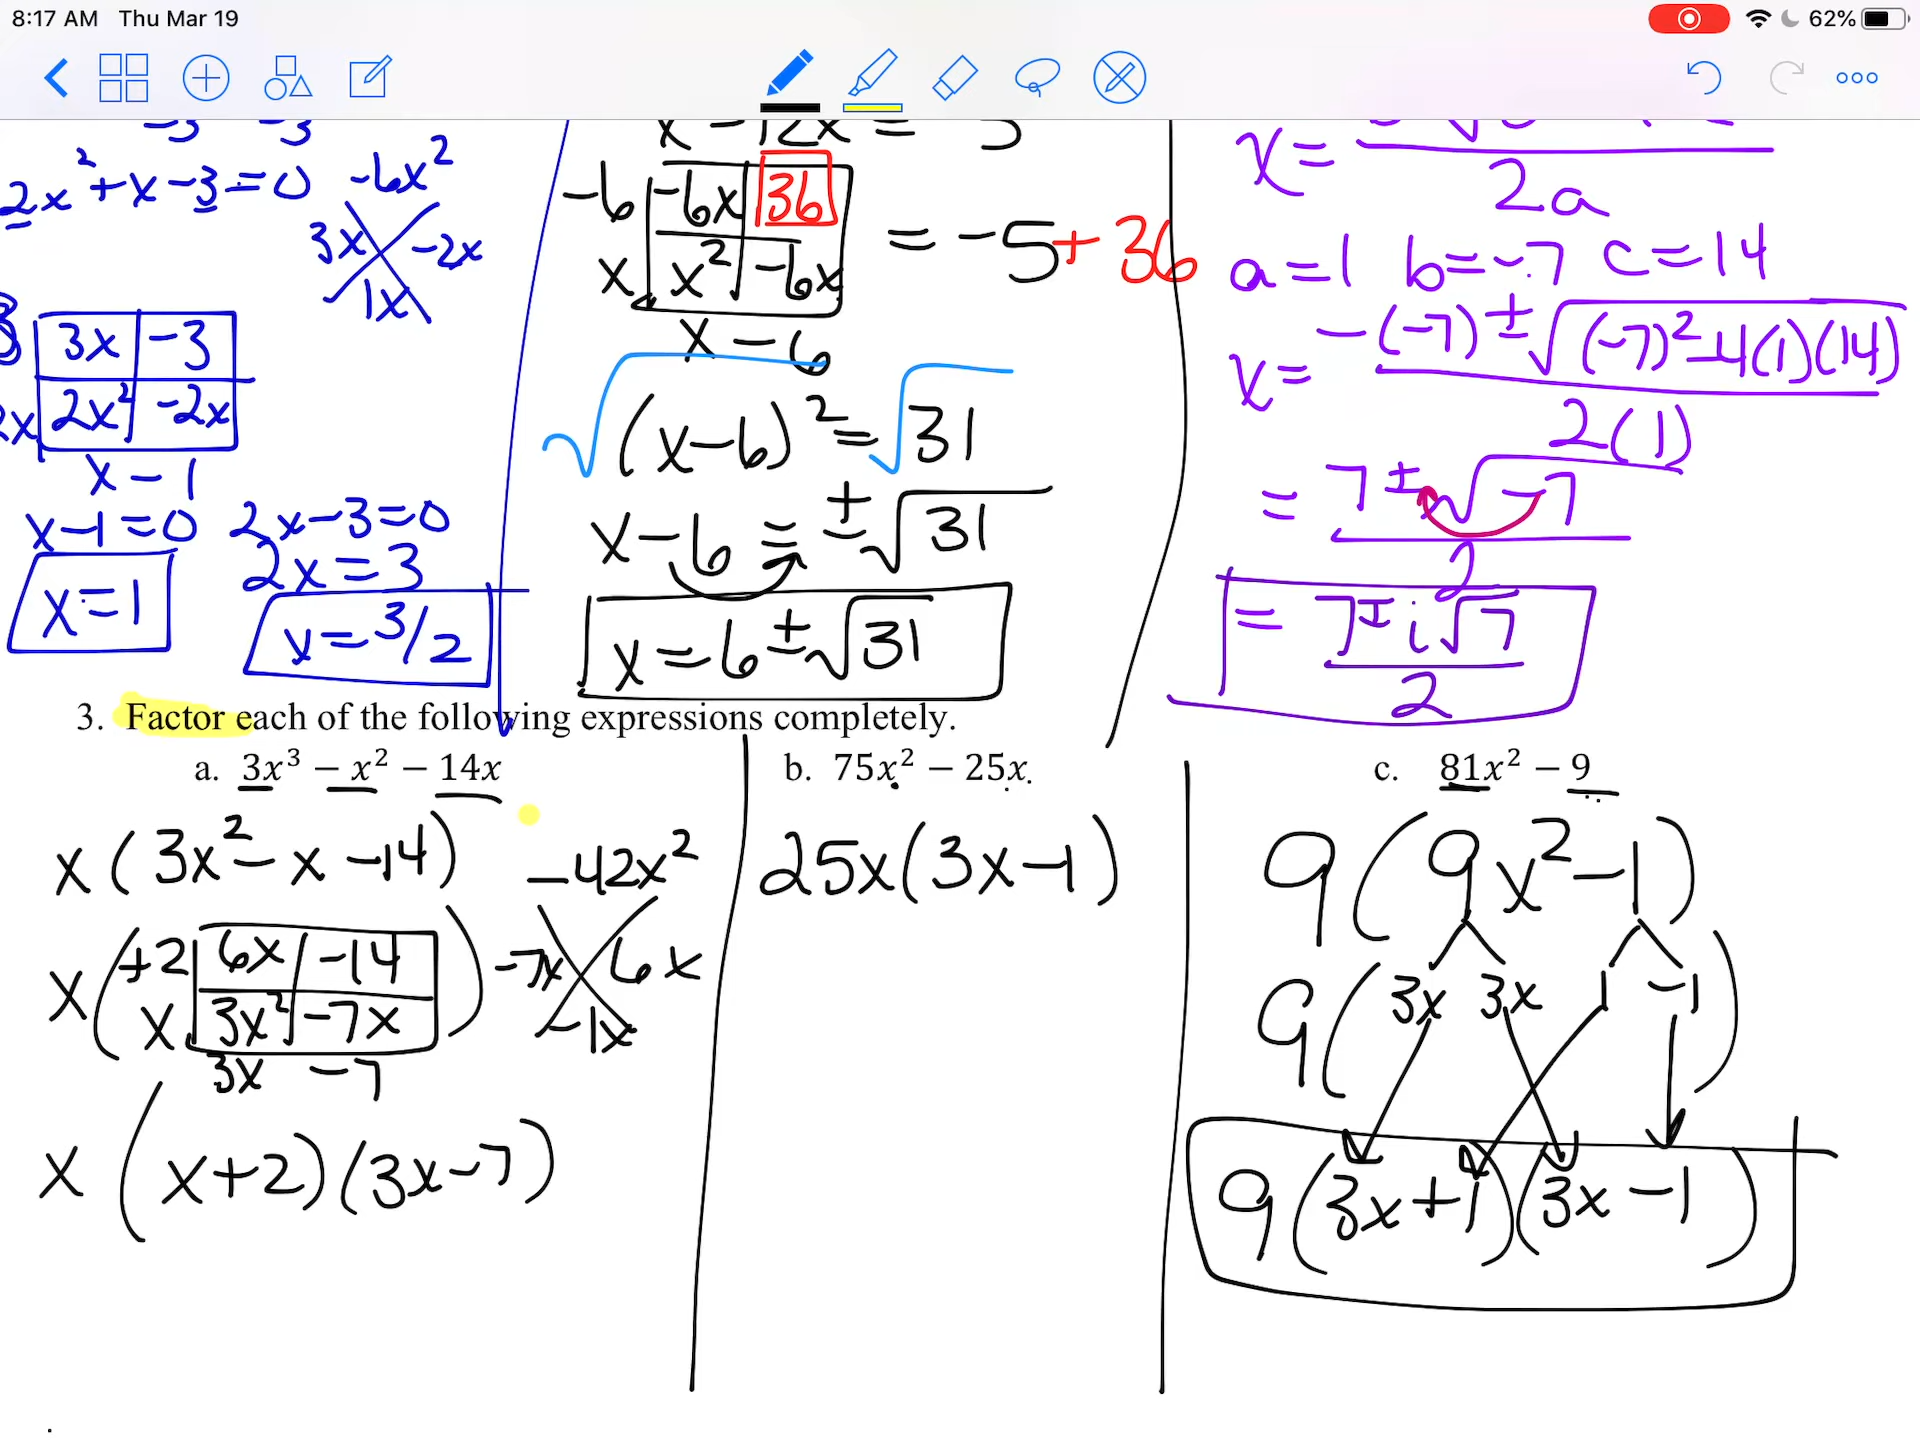 8:17 AM Thu Mar 19
62%
-3 -3
2x²+x-3=0 -6x²
3x -2x
1x
3x -3
2x² -2x
x-1
x-1=0 2x-3=0
2x=3
x=1
x=3/2
-12x =
-6 -6x 36
= -5+36
x x² -6x
x-6
√(x-6)²=√31
x-6=±√31
x=6±√31
x=
2a
a=1 b=-7 c=14
x= -(-7)±√(-7)²-4(1)(14)
2(1)
= 7±√-7
2
= 7±i√7
2
3. Factor each of the following expressions completely.
a. 3x³ − x² − 14x
x(3x²-x-14)
-42x²
-7x 6x
-1x
x( +2 6x -14 )
x 3x² -7x
3x -7
x(x+2)(3x-7)
b. 75x² − 25x
25x(3x-1)
c. 81x² − 9
9(9x²-1)
9(3x 3x 1 -1)
9(3x+1)(3x-1)